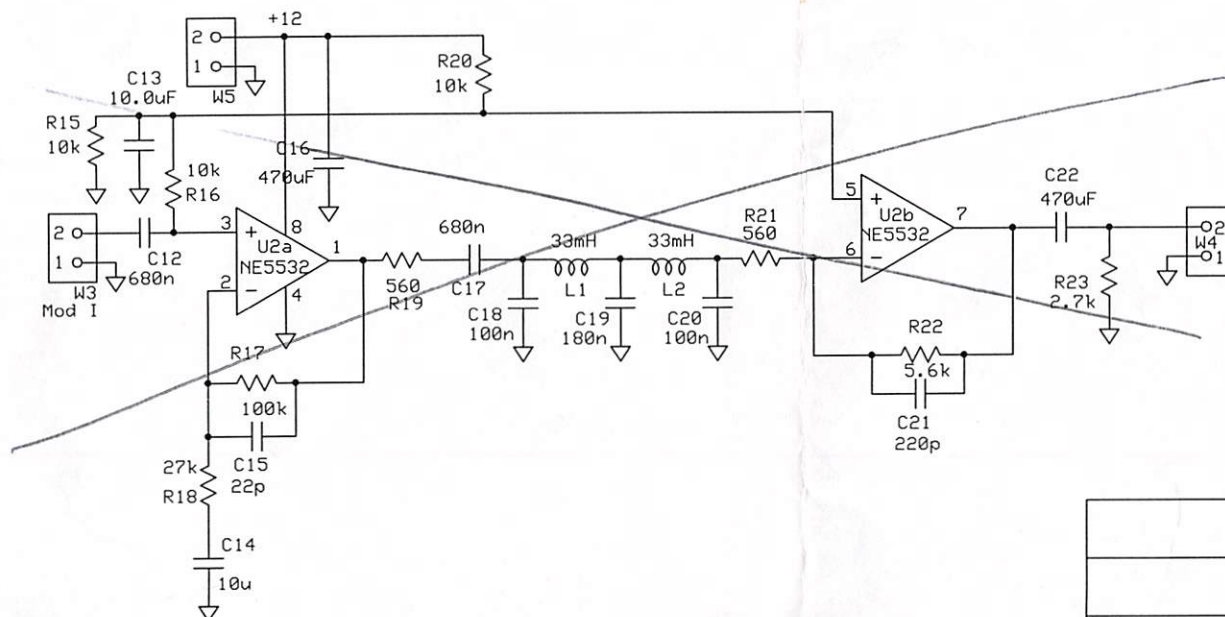 +12
2
1
W5
R20
10k
C13
10.0uF
R15
10k
10k
R16
C16
470uF
2
1
W3
Mod I
C12
680n
3
+
2
−
8
U2a
NE5532
1
4
560
R19
680n
C17
33mH
L1
33mH
L2
C18
100n
C19
180n
C20
100n
R21
560
5
+
6
−
U2b
NE5532
7
C22
470uF
2
W4
1
R23
2.7k
R22
5.6k
C21
220p
R17
100k
C15
22p
27k
R18
C14
10u